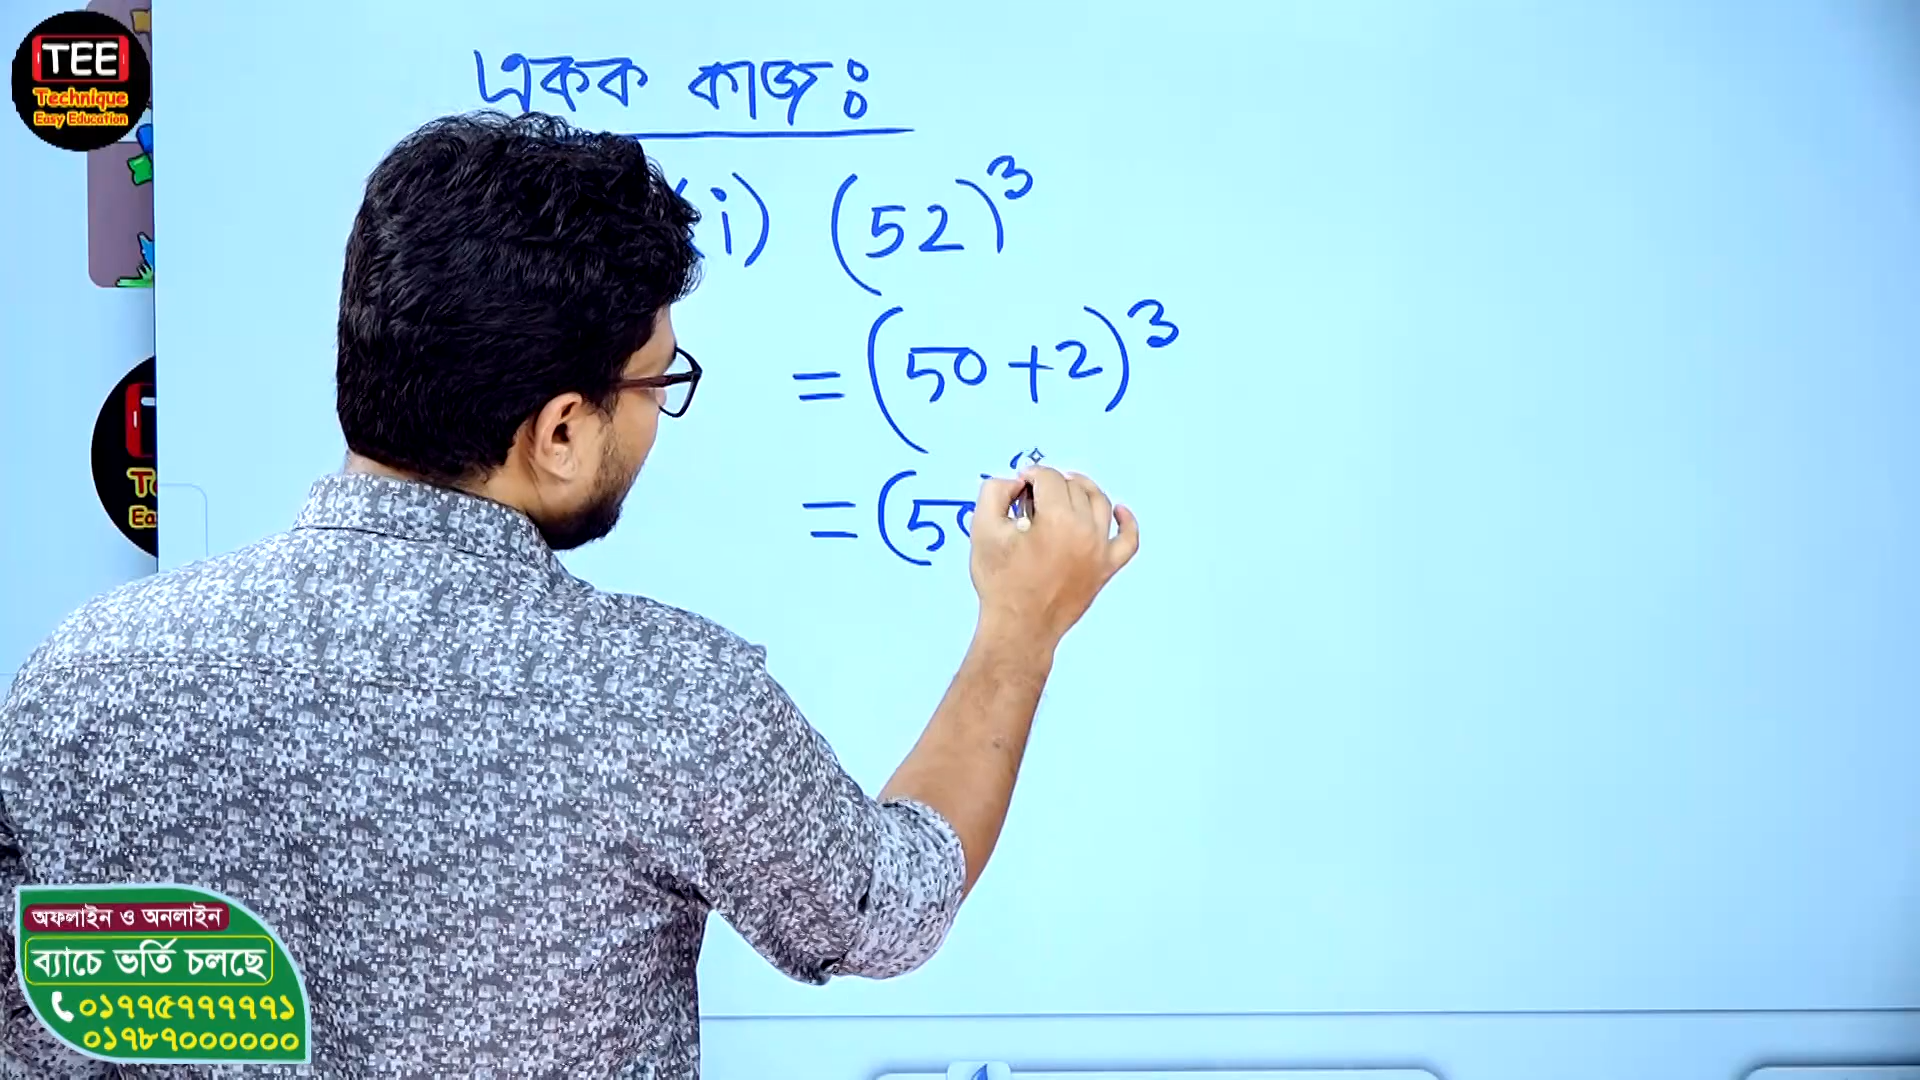 TEE
Technique
Easy Education
একক কাজঃ
(i) (52)³
= (50+2)³
= (50
অফলাইন ও অনলাইন
ব্যাচে ভর্তি চলছে
০১৭৭৫৭৭৭৭৭১
০১৭৮৭০০০০০০